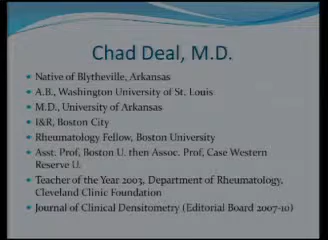 Chad Deal, M.D.
Native of Blytheville, Arkansas
A.B., Washington University of St. Louis
M.D., University of Arkansas
I&R, Boston City
Rheumatology Fellow, Boston University
Asst. Prof, Boston U. then Assoc. Prof, Case Western
Reserve U.
Teacher of the Year 2003, Department of Rheumatology,
Cleveland Clinic Foundation
Journal of Clinical Densitometry (Editorial Board 2007-10)